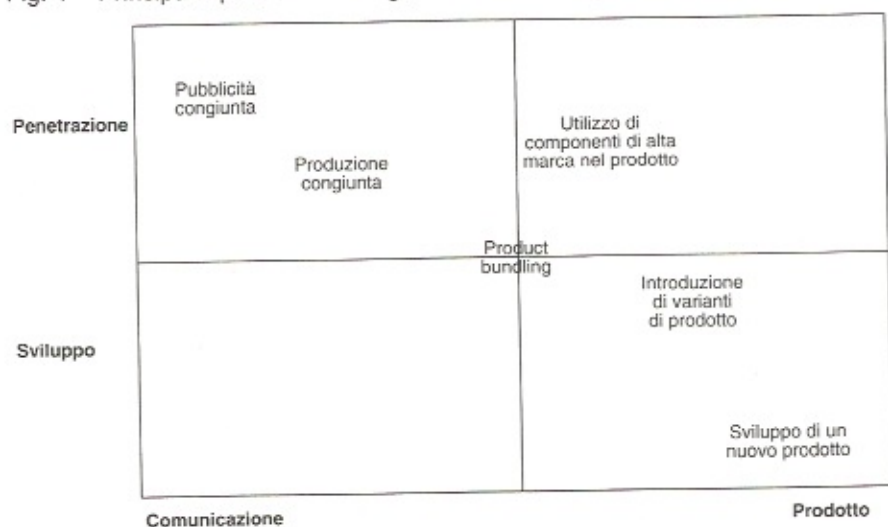 Fig.
Pubblicità
congiunta
Penetrazione
Utilizzo di
componenti di alta
marca nel prodotto
Produzione
congiunta
Product
bundling
Introduzione
di varianti
di prodotto
Sviluppo
Sviluppo di un
nuovo prodotto
Comunicazione
Prodotto